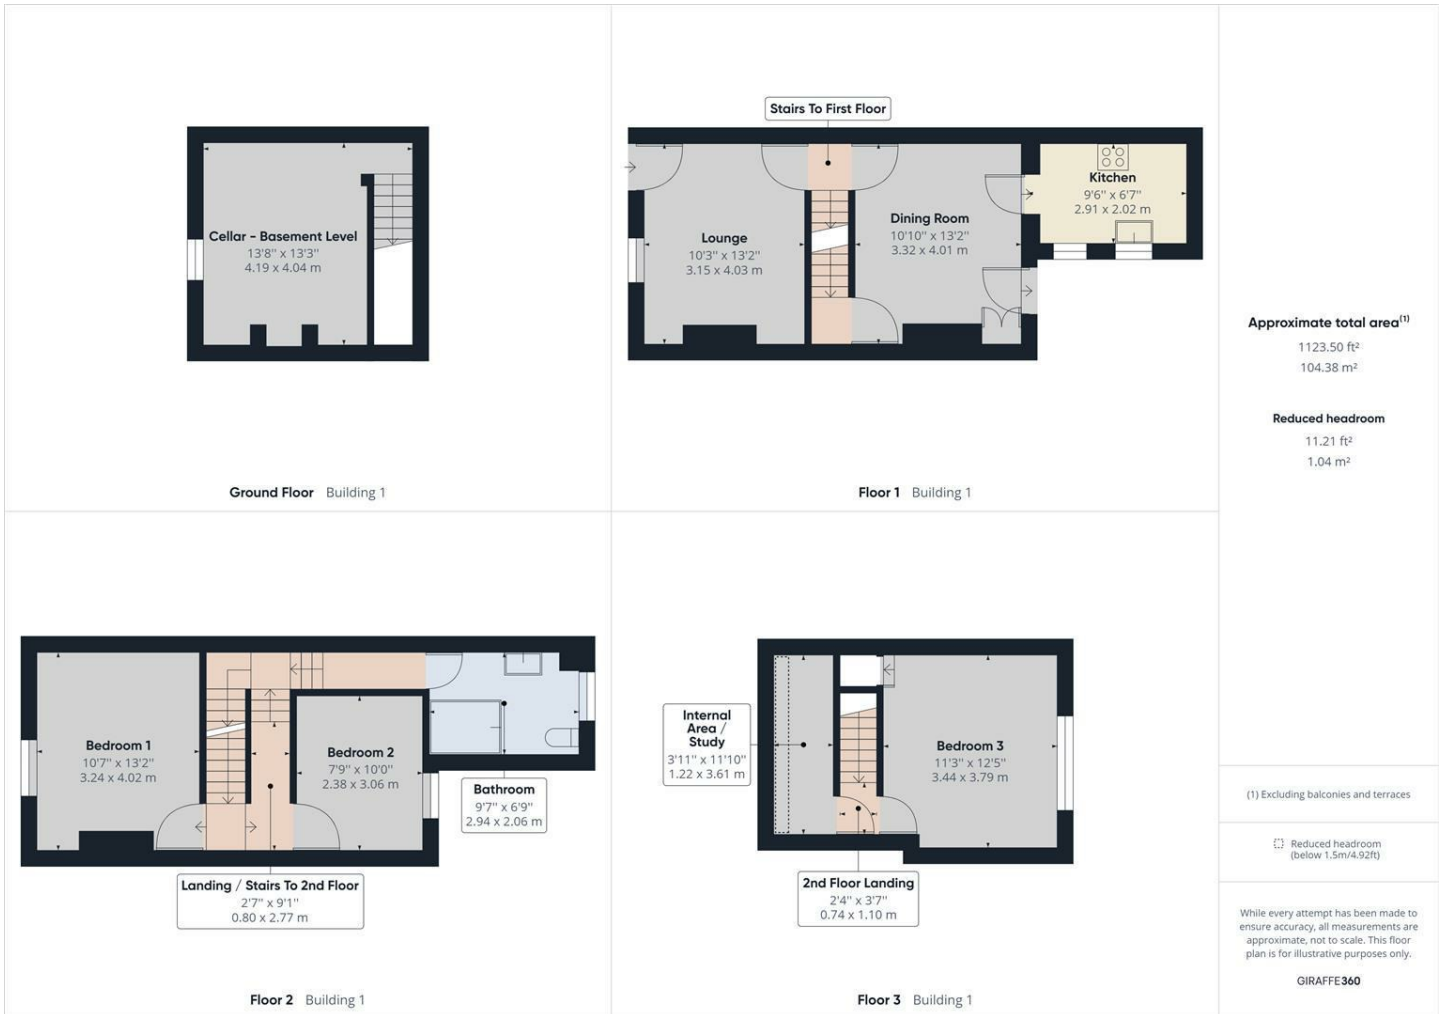 Cellar - Basement Level
13'8" x 13'3"
4.19 x 4.04 m
Ground Floor Building 1
Stairs To First Floor
Lounge
10'3" x 13'2"
3.15 x 4.03 m
Dining Room
10'10" x 13'2"
3.32 x 4.01 m
Kitchen
9'6" x 6'7"
2.91 x 2.02 m
Floor 1 Building 1
Bedroom 1
10'7" x 13'2"
3.24 x 4.02 m
Bedroom 2
7'9" x 10'0"
2.38 x 3.06 m
Bathroom
9'7" x 6'9"
2.94 x 2.06 m
Landing / Stairs To 2nd Floor
2'7" x 9'1"
0.80 x 2.77 m
Floor 2 Building 1
Internal
Area /
Study
3'11" x 11'10"
1.22 x 3.61 m
Bedroom 3
11'3" x 12'5"
3.44 x 3.79 m
2nd Floor Landing
2'4" x 3'7"
0.74 x 1.10 m
Floor 3 Building 1
Approximate total area(1)
1123.50 ft²
104.38 m²
Reduced headroom
11.21 ft²
1.04 m²
(1) Excluding balconies and terraces
Reduced headroom
(below 1.5m/4.92ft)
While every attempt has been made to
ensure accuracy, all measurements are
approximate, not to scale. This floor
plan is for illustrative purposes only.
GIRAFFE360